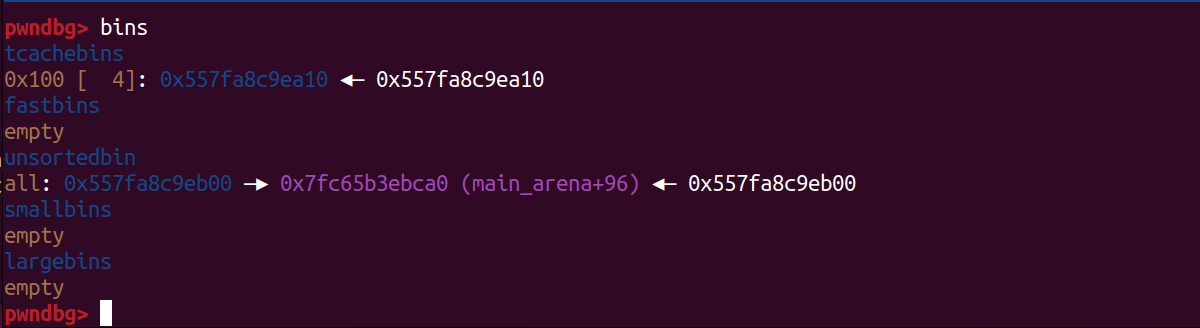 pwndbg> bins
tcachebins
0x100 [  4]: 0x557fa8c9ea10 ◂— 0x557fa8c9ea10
fastbins
empty
unsortedbin
all: 0x557fa8c9eb00 —▸ 0x7fc65b3ebca0 (main_arena+96) ◂— 0x557fa8c9eb00
smallbins
empty
largebins
empty
pwndbg>